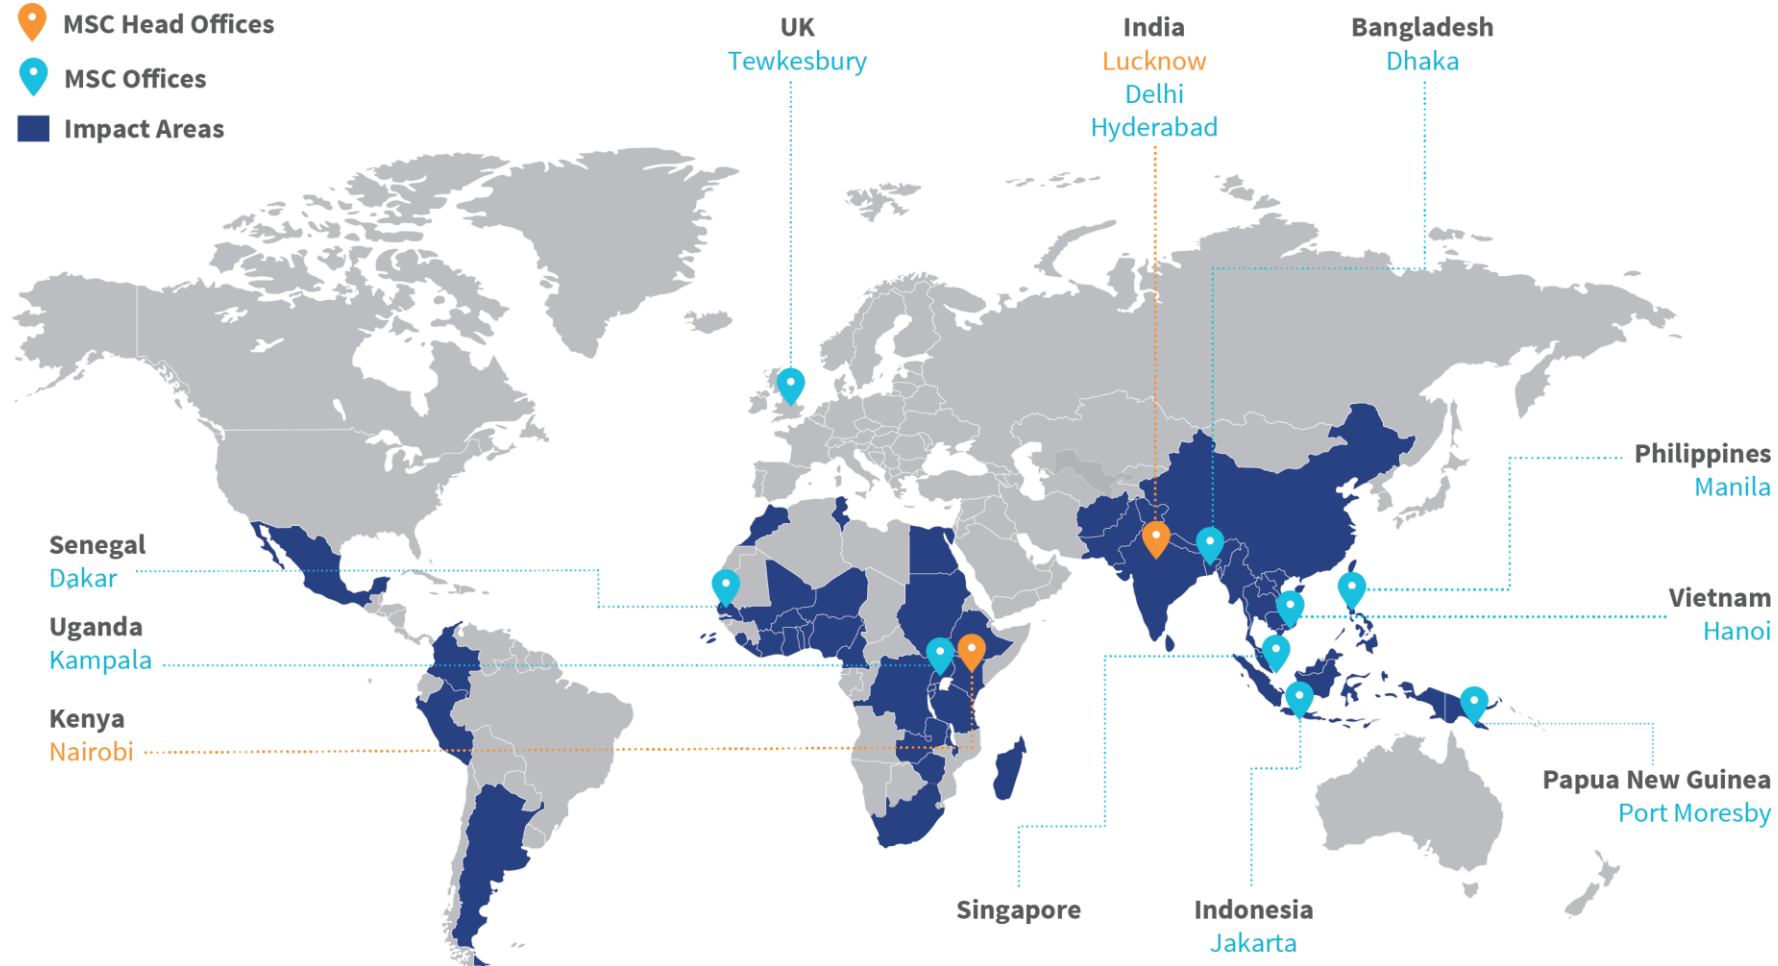 MSC Head Offices
MSC Offices
Impact Areas
UK
Tewkesbury
India
Lucknow
Delhi
Hyderabad
Bangladesh
Dhaka
Philippines
Manila
Senegal
Dakar
Vietnam
Hanoi
Uganda
Kampala
Kenya
Nairobi
Papua New Guinea
Port Moresby
Singapore
Indonesia
Jakarta